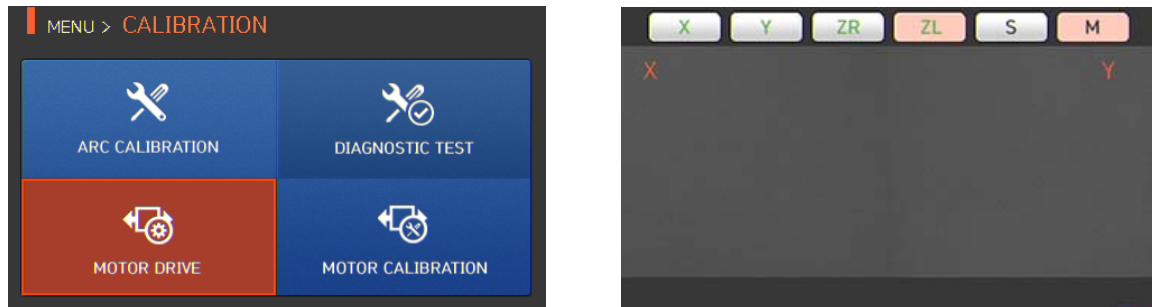 MENU > CALIBRATION
ARC CALIBRATION
DIAGNOSTIC TEST
MOTOR DRIVE
MOTOR CALIBRATION
X Y ZR ZL S M
X Y